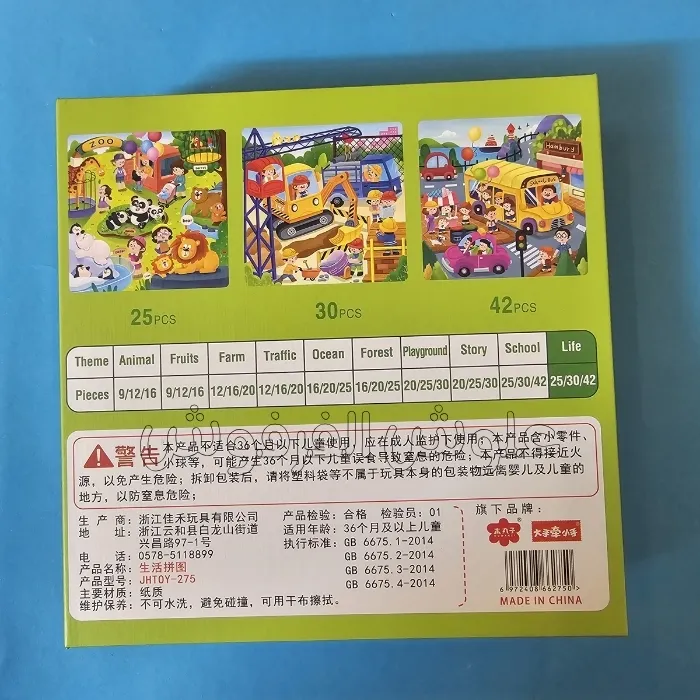 ZOO
Hambury
School Bus
25PCS
30PCS
42PCS
Theme Animal Fruits Farm Traffic Ocean Forest Playground Story School Life
Pieces 9/12/16 9/12/16 12/16/20 12/16/20 16/20/25 16/20/25 20/25/30 20/25/30 25/30/42 25/30/42
警告 本产品不适合36个月以下儿童使用，应在成人监护下使用；本产品含小零件、
小球等，可能产生36个月以下儿童误食导致窒息的危险；本产品不得接近火
源，以免产生危险；拆卸包装后，请将塑料袋等不属于玩具本身的包装物远离婴儿及儿童的
地方，以防窒息危险；
生产商：浙江佳禾玩具有限公司
地址：浙江云和县白龙山街道
兴昌路97-1号
电话：0578-5118899
产品名称：生活拼图
产品型号：JHTOY-275
主要材质：纸质
维护保养：不可水洗，避免碰撞，可用干布擦拭。
产品检验：合格 检验员：01
适用年龄：36个月及以上儿童
执行标准：GB 6675.1-2014
GB 6675.2-2014
GB 6675.3-2014
GB 6675.4-2014
旗下品牌：
大手牵小手
6 972408 662750
MADE IN CHINA